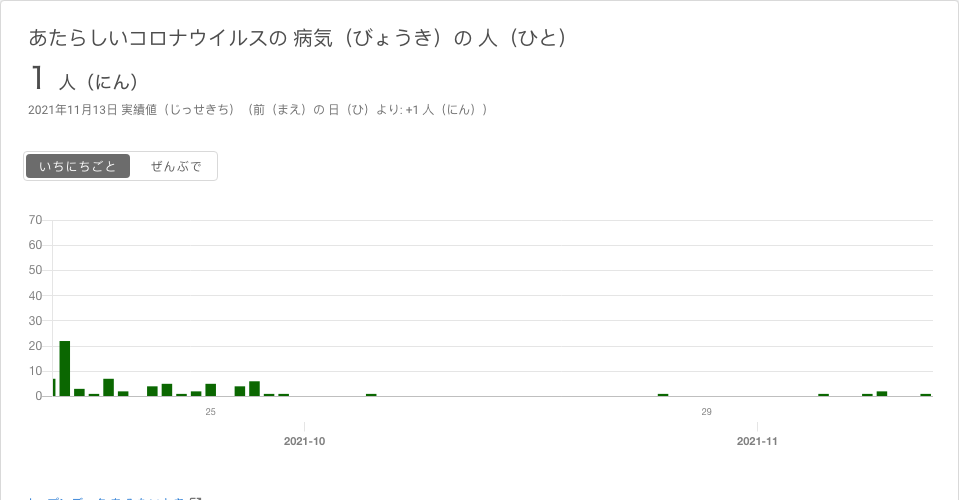 あたらしいコロナウイルスの 病気（びょうき）の 人（ひと）
1 人（にん）
2021年11月13日 実績値（じっせきち）（前（まえ）の 日（ひ）より: +1 人（にん））
いちにちごと ぜんぶで
70
60
50
40
30
20
10
0
25 29
2021-10 2021-11